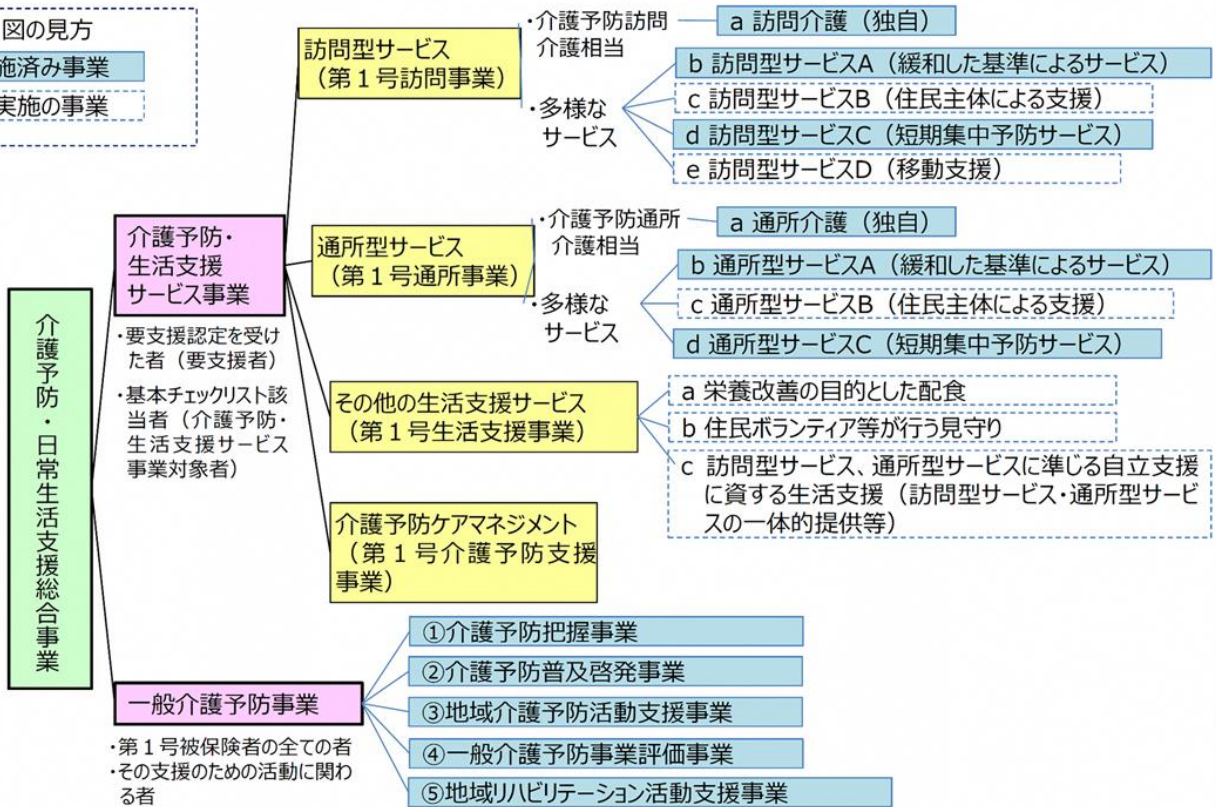 図の見方
施済み事業
実施の事業
訪問型サービス
（第１号訪問事業）
・介護予防訪問
介護相当
a 訪問介護（独自）
・多様な
サービス
b 訪問型サービスA（緩和した基準によるサービス）
c 訪問型サービスB（住民主体による支援）
d 訪問型サービスC（短期集中予防サービス）
e 訪問型サービスD（移動支援）
介護予防・
生活支援
サービス事業
・要支援認定を受け
た者（要支援者）
・基本チェックリスト該
当者（介護予防・
生活支援サービス
事業対象者）
通所型サービス
（第１号通所事業）
・介護予防通所
介護相当
a 通所介護（独自）
・多様な
サービス
b 通所型サービスA（緩和した基準によるサービス）
c 通所型サービスB（住民主体による支援）
d 通所型サービスC（短期集中予防サービス）
介護予防・日常生活支援総合事業
その他の生活支援サービス
（第１号生活支援事業）
a 栄養改善の目的とした配食
b 住民ボランティア等が行う見守り
c 訪問型サービス、通所型サービスに準じる自立支援
に資する生活支援（訪問型サービス・通所型サービ
スの一体的提供等）
介護予防ケアマネジメント
（第１号介護予防支援
事業）
一般介護予防事業
・第１号被保険者の全ての者
・その支援のための活動に関わ
る者
①介護予防把握事業
②介護予防普及啓発事業
③地域介護予防活動支援事業
④一般介護予防事業評価事業
⑤地域リハビリテーション活動支援事業